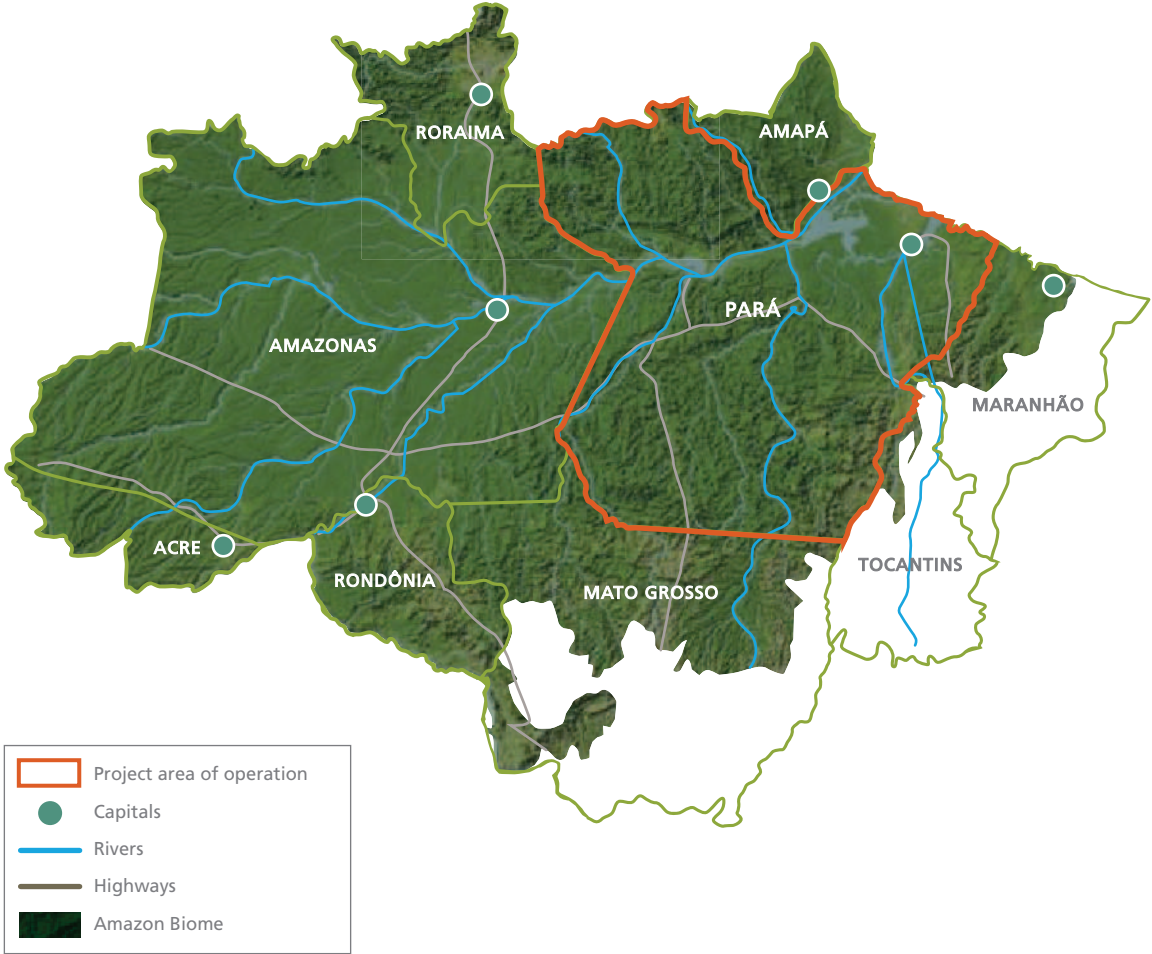 RORAIMA
AMAPÁ
PARÁ
AMAZONAS
MARANHÃO
ACRE
RONDÔNIA
MATO GROSSO
TOCANTINS
Project area of operation
Capitals
Rivers
Highways
Amazon Biome